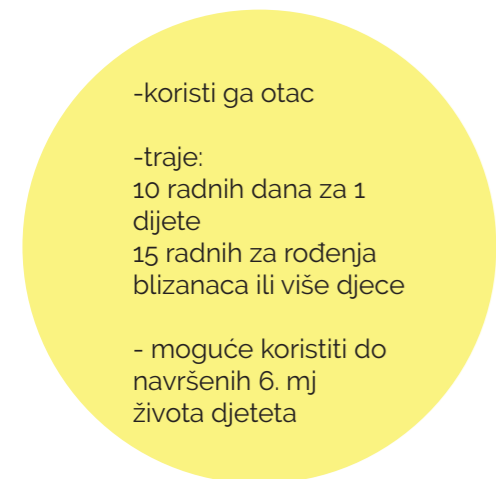 -koristi ga otac
-traje:
10 radnih dana za 1
dijete
15 radnih za rođenja
blizanaca ili više djece
- moguće koristiti do
navršenih 6. mj
života djeteta